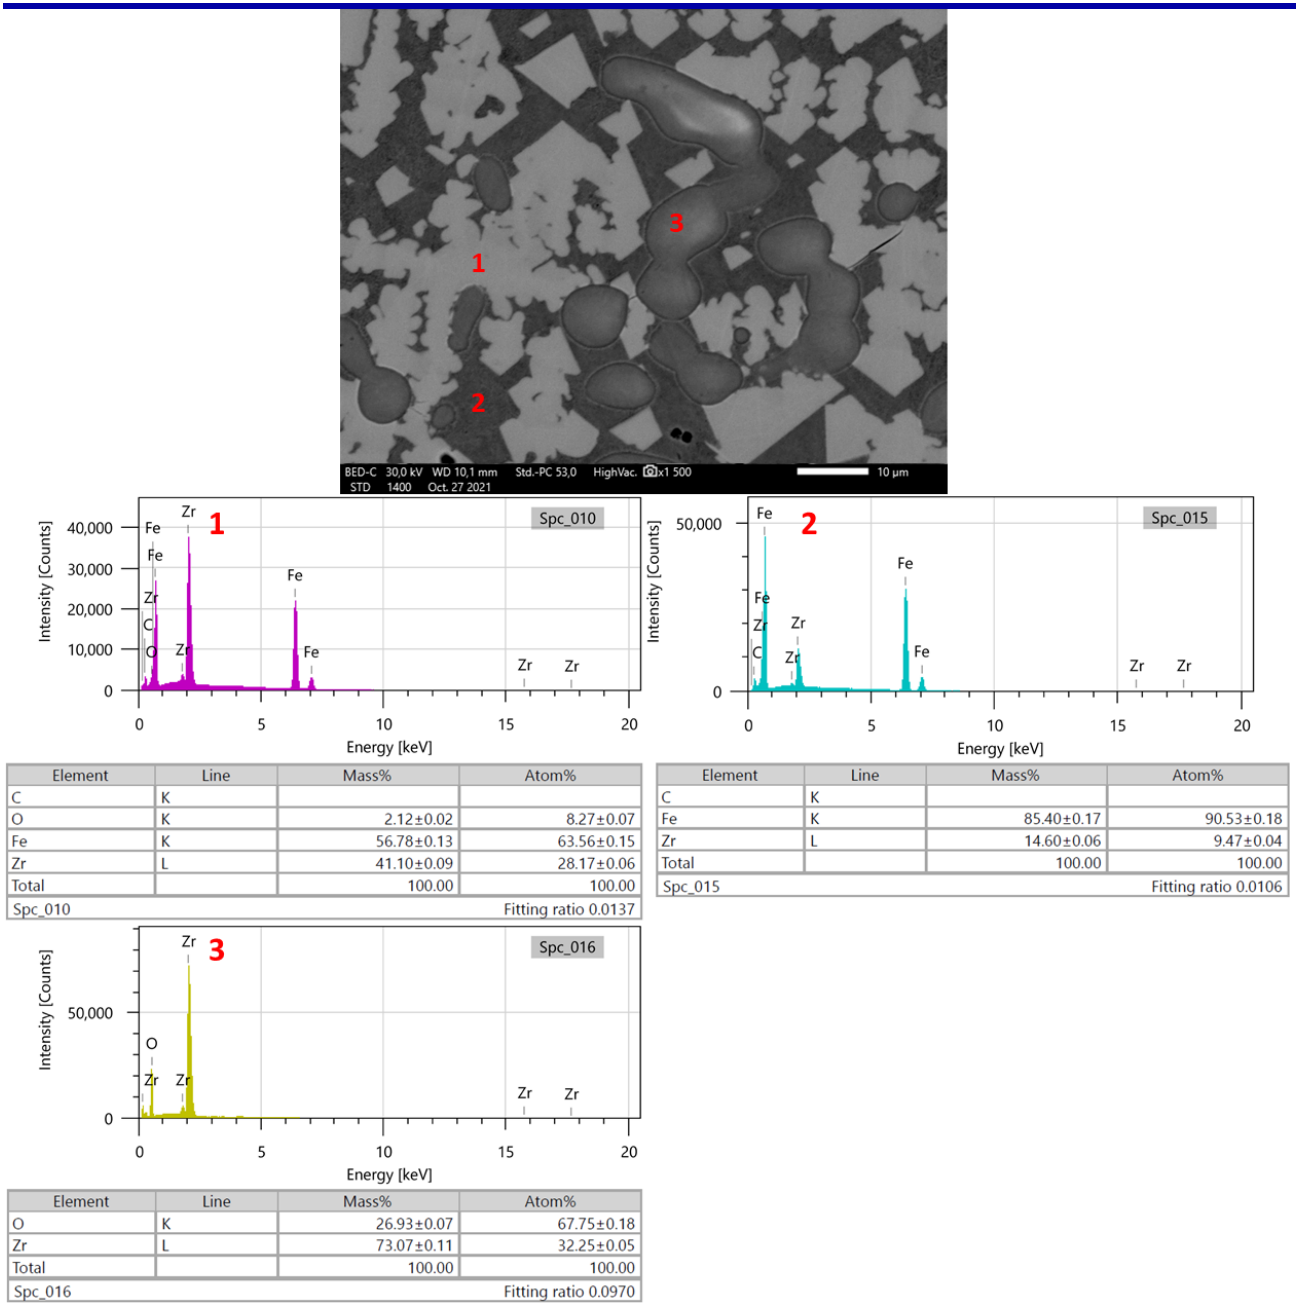 3
1
2
BED-C 30,0 kV WD 10,1 mm Std.-PC 53,0 HighVac. x1 500 10 µm
STD 1400 Oct. 27 2021
1
Spc_010
Intensity [Counts]
40,000
30,000
20,000
10,000
0
Fe
Fe
Zr
C
O
Zr
Zr
Fe
Fe
Zr
Zr
0 5 10 15 20
Energy [keV]
2
Spc_015
Intensity [Counts]
50,000
0
Fe
Fe
Zr
C
Zr
Zr
Fe
Fe
Zr
Zr
0 5 10 15 20
Energy [keV]
Element Line Mass% Atom%
C K
O K 2.12±0.02 8.27±0.07
Fe K 56.78±0.13 63.56±0.15
Zr L 41.10±0.09 28.17±0.06
Total 100.00 100.00
Spc_010 Fitting ratio 0.0137
Element Line Mass% Atom%
C K
Fe K 85.40±0.17 90.53±0.18
Zr L 14.60±0.06 9.47±0.04
Total 100.00 100.00
Spc_015 Fitting ratio 0.0106
3
Spc_016
Intensity [Counts]
50,000
0
O
Zr
Zr
Zr
Zr
Zr
0 5 10 15 20
Energy [keV]
Element Line Mass% Atom%
O K 26.93±0.07 67.75±0.18
Zr L 73.07±0.11 32.25±0.05
Total 100.00 100.00
Spc_016 Fitting ratio 0.0970